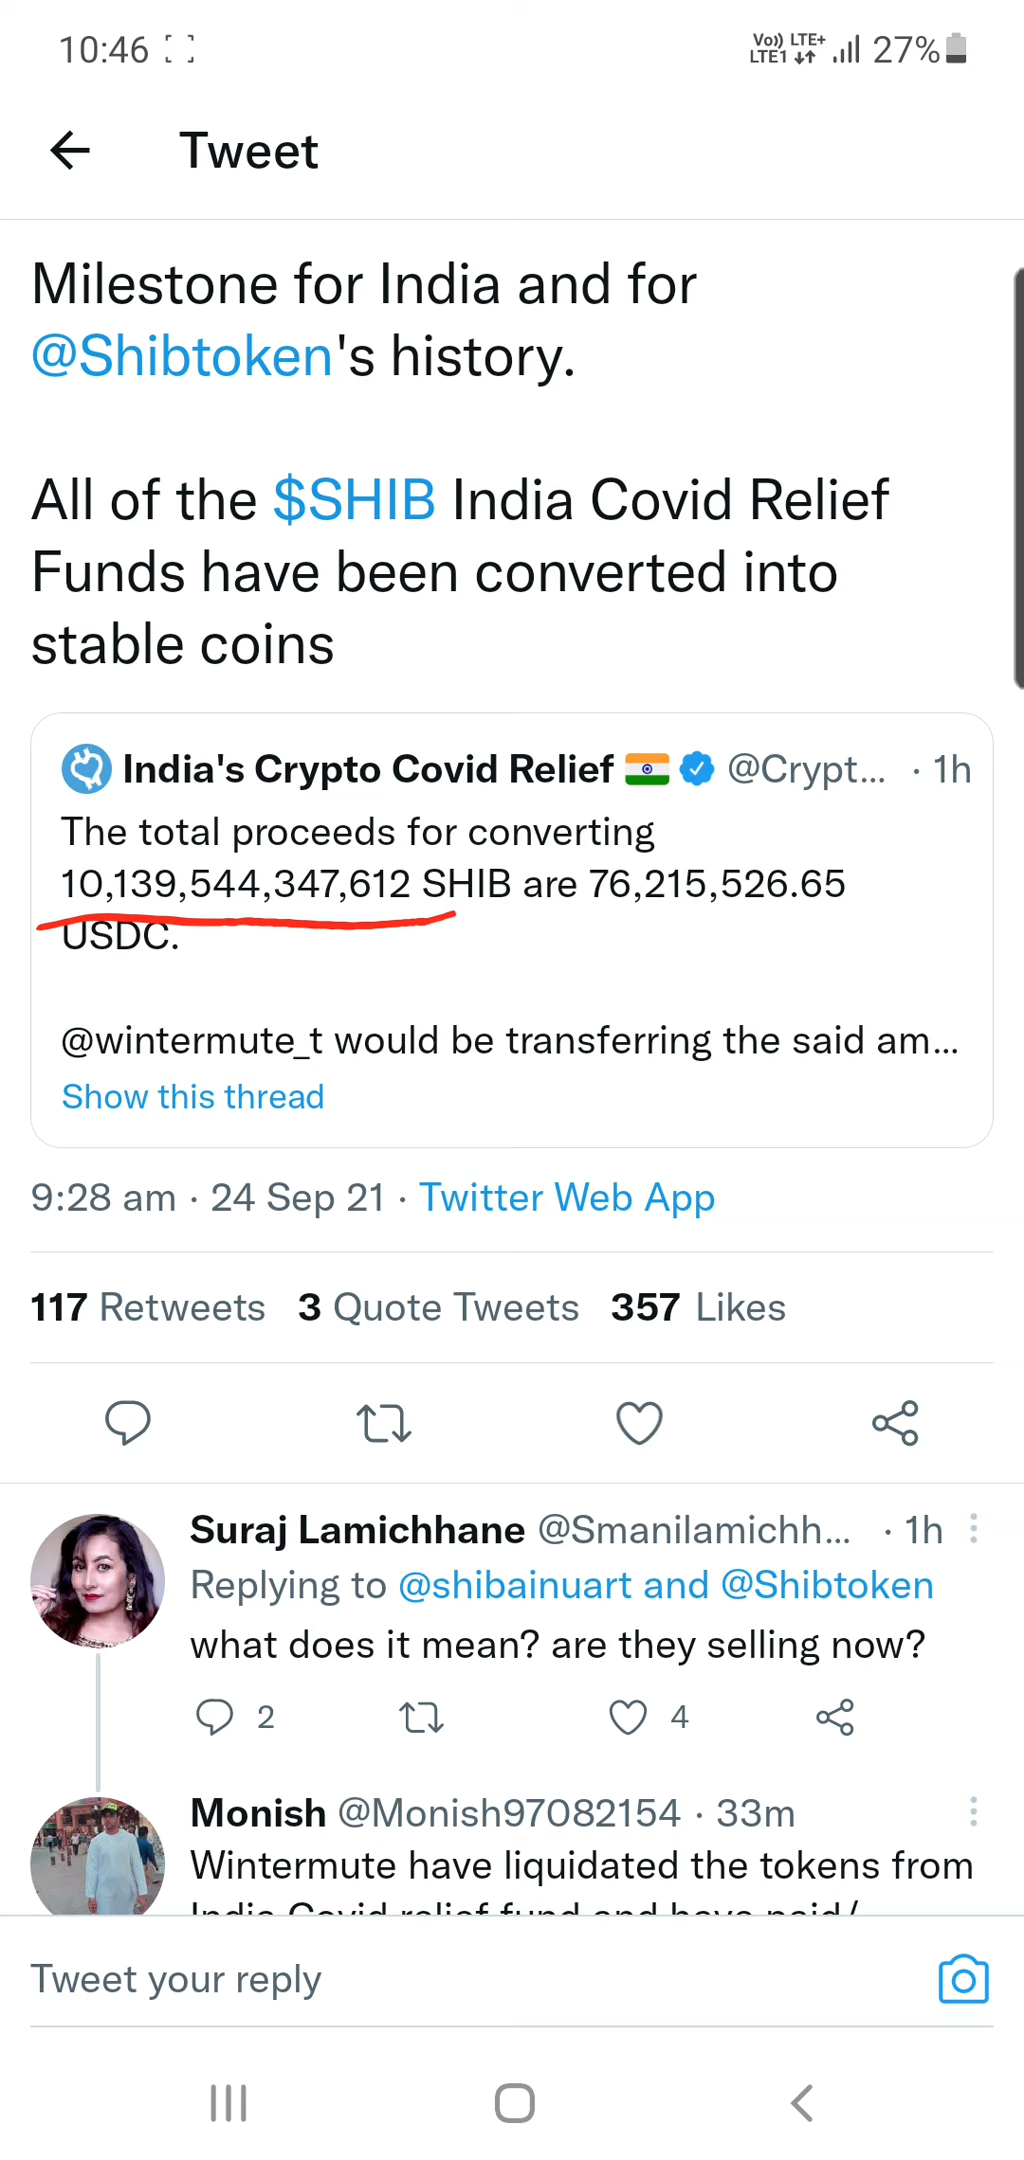 10:46
Vo)) LTE+
LTE1
27%
Tweet
Milestone for India and for
@Shibtoken's history.
All of the $SHIB India Covid Relief
Funds have been converted into
stable coins
India's Crypto Covid Relief @Crypt... · 1h
The total proceeds for converting
10,139,544,347,612 SHIB are 76,215,526.65
USDC.
@wintermute_t would be transferring the said am...
Show this thread
9:28 am · 24 Sep 21 · Twitter Web App
117 Retweets 3 Quote Tweets 357 Likes
Suraj Lamichhane @Smanilamichh... · 1h
Replying to @shibainuart and @Shibtoken
what does it mean? are they selling now?
2 4
Monish @Monish97082154 · 33m
Wintermute have liquidated the tokens from
India Covid relief fund and have paid/
Tweet your reply